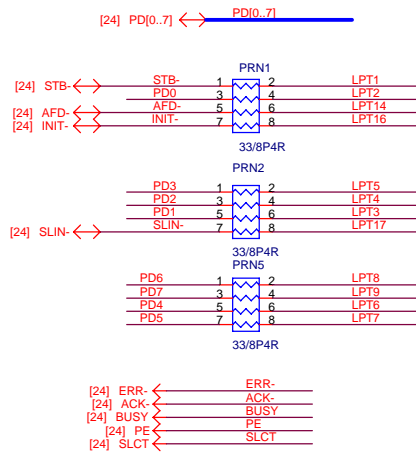 [24] PD[0..7] PD[0..7]
PRN1
[24] STB- STB- 1 2 LPT1
PD0 3 4 LPT2
[24] AFD- AFD- 5 6 LPT14
[24] INIT- INIT- 7 8 LPT16
33/8P4R
PRN2
PD3 1 2 LPT5
PD2 3 4 LPT4
PD1 5 6 LPT3
[24] SLIN- SLIN- 7 8 LPT17
33/8P4R
PRN5
PD6 1 2 LPT8
PD7 3 4 LPT9
PD4 5 6 LPT6
PD5 7 8 LPT7
33/8P4R
[24] ERR- ERR-
[24] ACK- ACK-
[24] BUSY BUSY
[24] PE PE
[24] SLCT SLCT